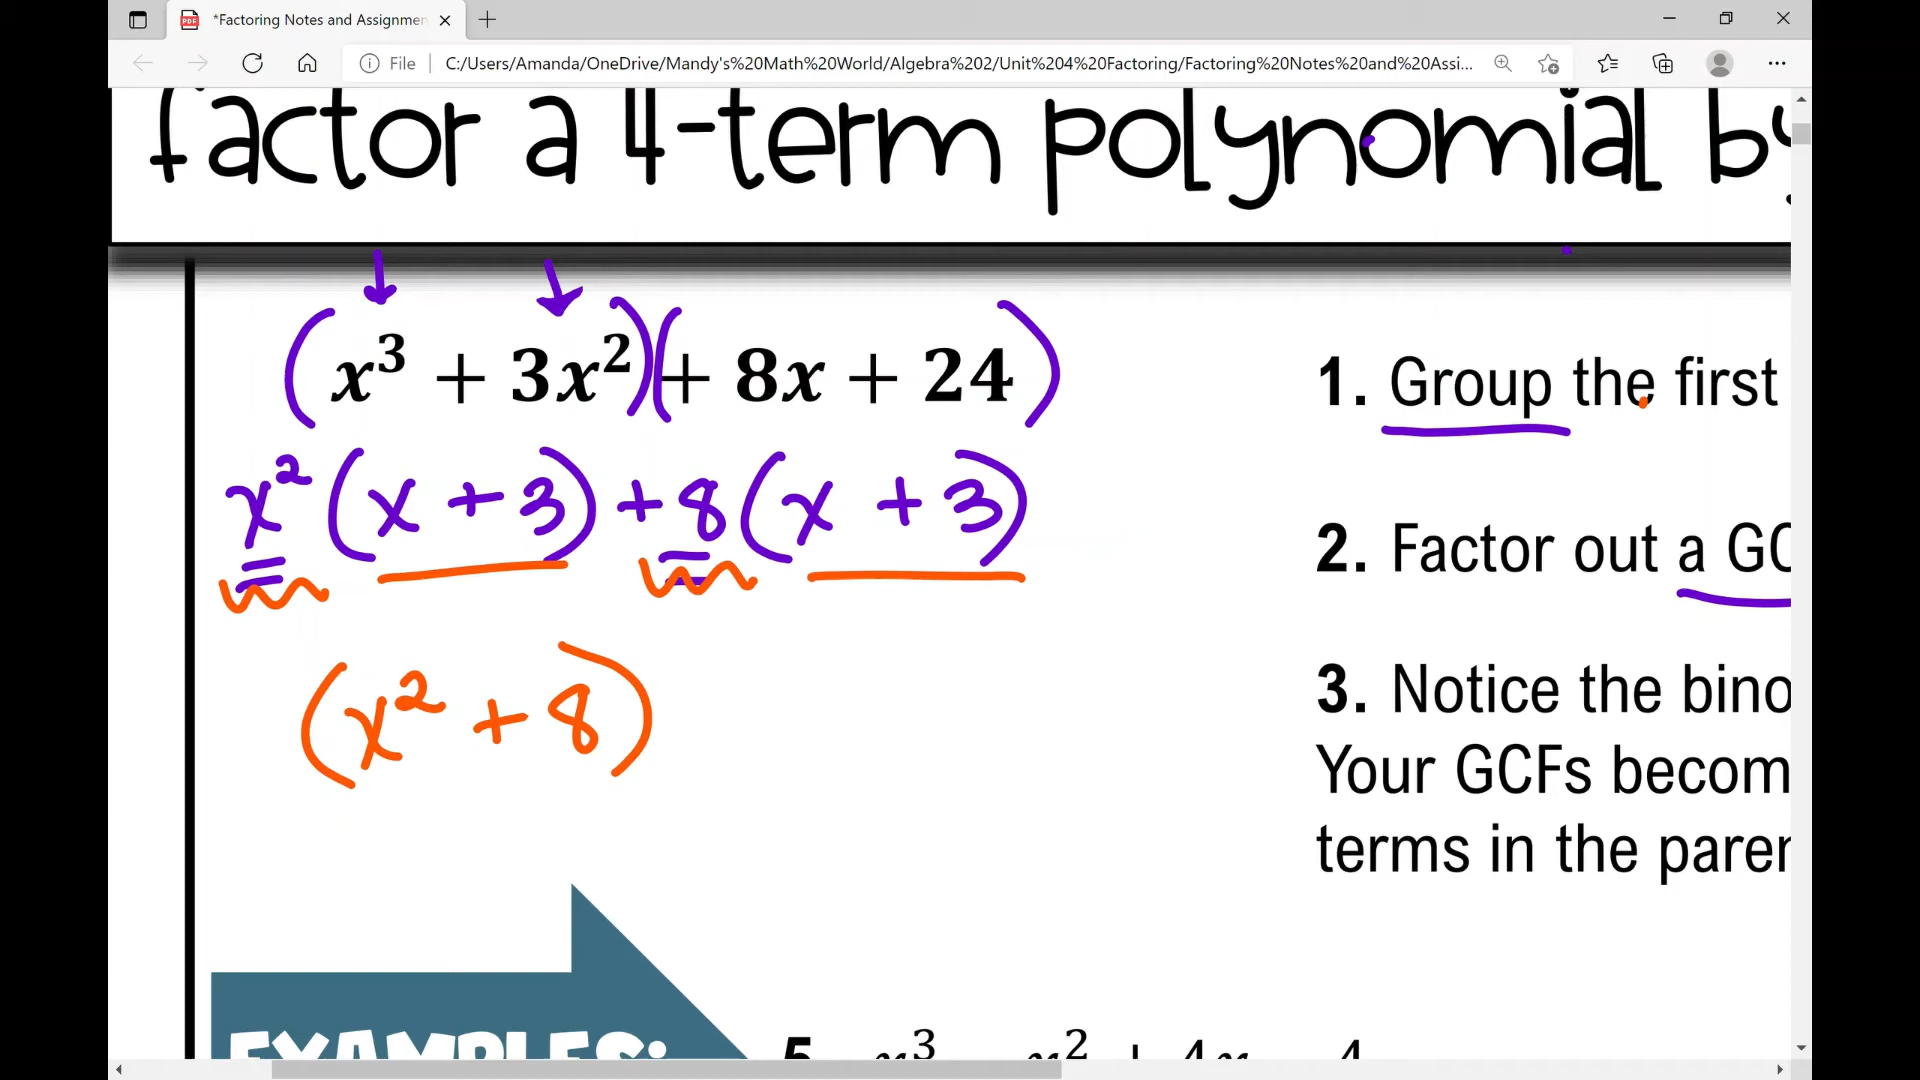 *Factoring Notes and Assignmen
File
C:/Users/Amanda/OneDrive/Mandy's%20Math%20World/Algebra%202/Unit%204%20Factoring/Factoring%20Notes%20and%20Assi...
factor a 4-term polynomial by
(x³ + 3x²)(+ 8x + 24)
x²(x + 3) + 8(x + 3)
(x² + 8)
1. Group the first
2. Factor out a GC
3. Notice the bino
Your GCFs becom
terms in the paren
EXAMPLES: